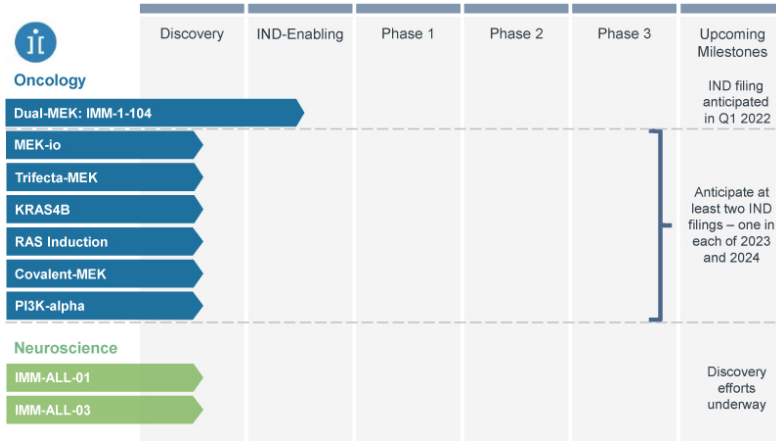 Discovery
IND-Enabling
Phase 1
Phase 2
Phase 3
Upcoming
Milestones
Oncology
Dual-MEK: IMM-1-104
IND filing
anticipated
in Q1 2022
MEK-io
Trifecta-MEK
KRAS4B
RAS Induction
Covalent-MEK
PI3K-alpha
Anticipate at
least two IND
filings – one in
each of 2023
and 2024
Neuroscience
IMM-ALL-01
IMM-ALL-03
Discovery
efforts
underway